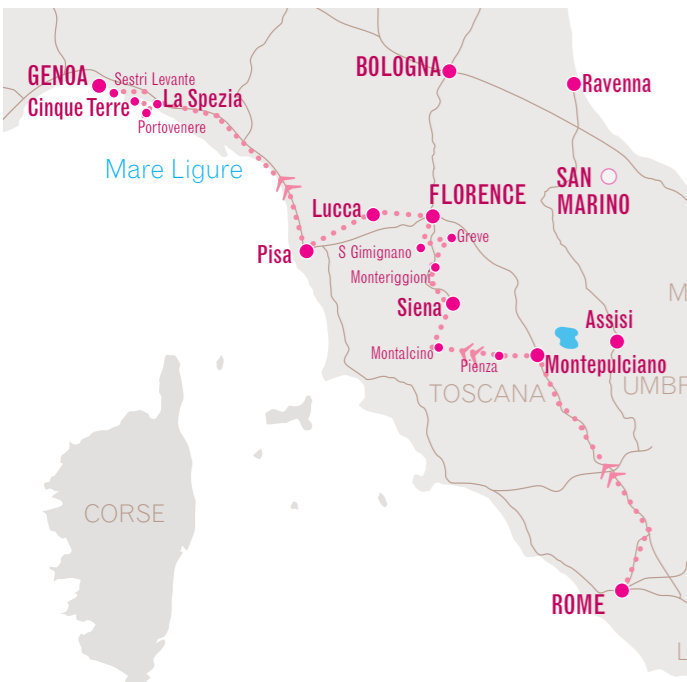 BOLOGNA
GENOA
Sestri Levante
Ravenna
Cinque Terre
La Spezia
Portovenere
Mare Ligure
SAN
MARINO
FLORENCE
Lucca
Greve
Pisa
S Gimignano
Monteriggioni
M
Siena
Assisi
Montalcino
Pienza
Montepulciano
TOSCANA
UMBR
CORSE
ROME
L